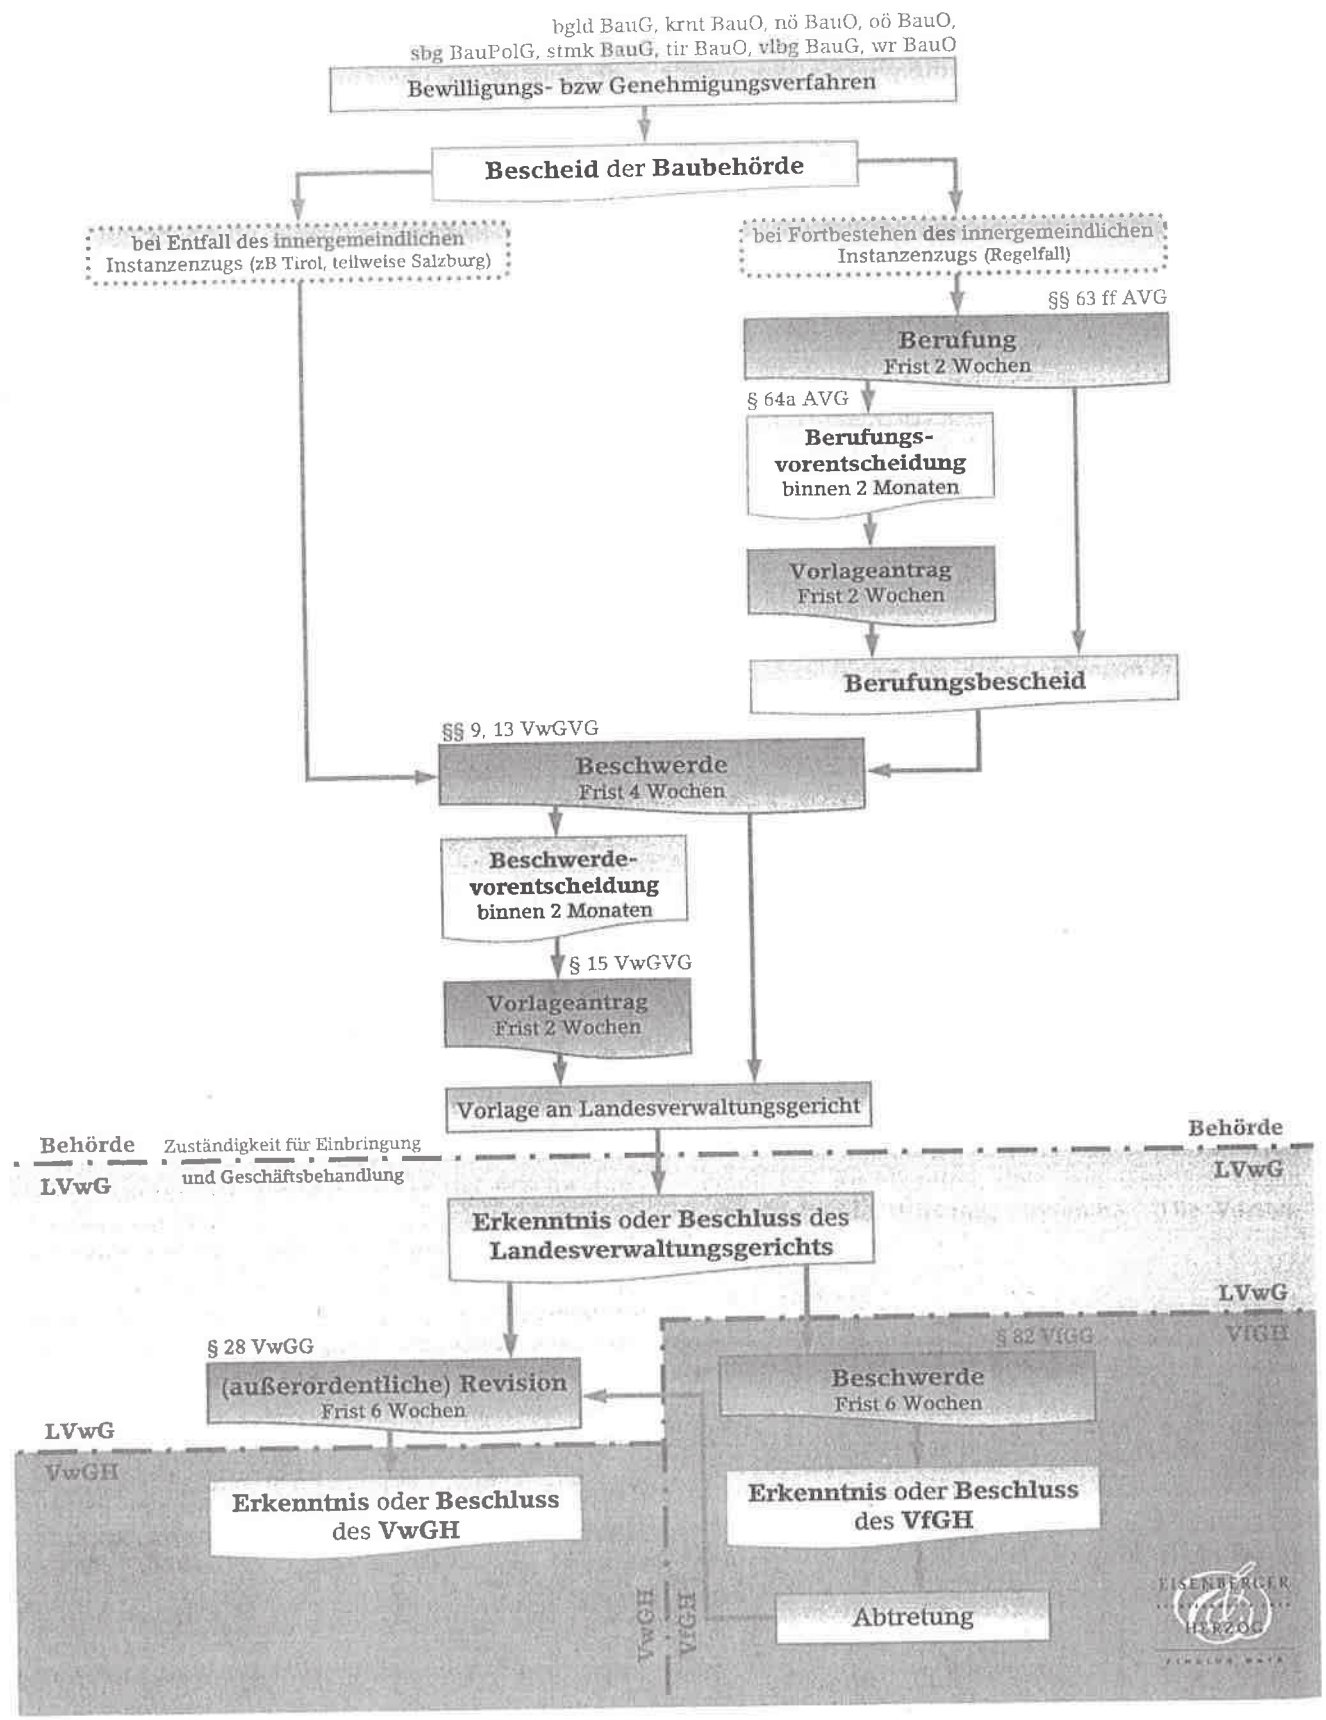 bgld BauG, krnt BauO, nö BauO, oö BauO,
sbg BauPolG, stmk BauG, tir BauO, vlbg BauG, wr BauO
Bewilligungs- bzw Genehmigungsverfahren
Bescheid der Baubehörde
bei Entfall des innergemeindlichen
Instanzenzugs (zB Tirol, teilweise Salzburg)
bei Fortbestehen des innergemeindlichen
Instanzenzugs (Regelfall)
§§ 63 ff AVG
Berufung
Frist 2 Wochen
§ 64a AVG
Berufungs-
vorentscheidung
binnen 2 Monaten
Vorlageantrag
Frist 2 Wochen
Berufungsbescheid
§§ 9, 13 VwGVG
Beschwerde
Frist 4 Wochen
Beschwerde-
vorentscheidung
binnen 2 Monaten
§ 15 VwGVG
Vorlageantrag
Frist 2 Wochen
Vorlage an Landesverwaltungsgericht
Behörde Zuständigkeit für Einbringung
Behörde
LVwG und Geschäftsbehandlung
LVwG
Erkenntnis oder Beschluss des
Landesverwaltungsgerichts
LVwG
VfGH
§ 28 VwGG
§ 82 VfGG
(außerordentliche) Revision
Frist 6 Wochen
Beschwerde
Frist 6 Wochen
LVwG
VwGH
Erkenntnis oder Beschluss
des VwGH
Erkenntnis oder Beschluss
des VfGH
VwGH
VfGH
Abtretung
EISENBERGER
HERZOG